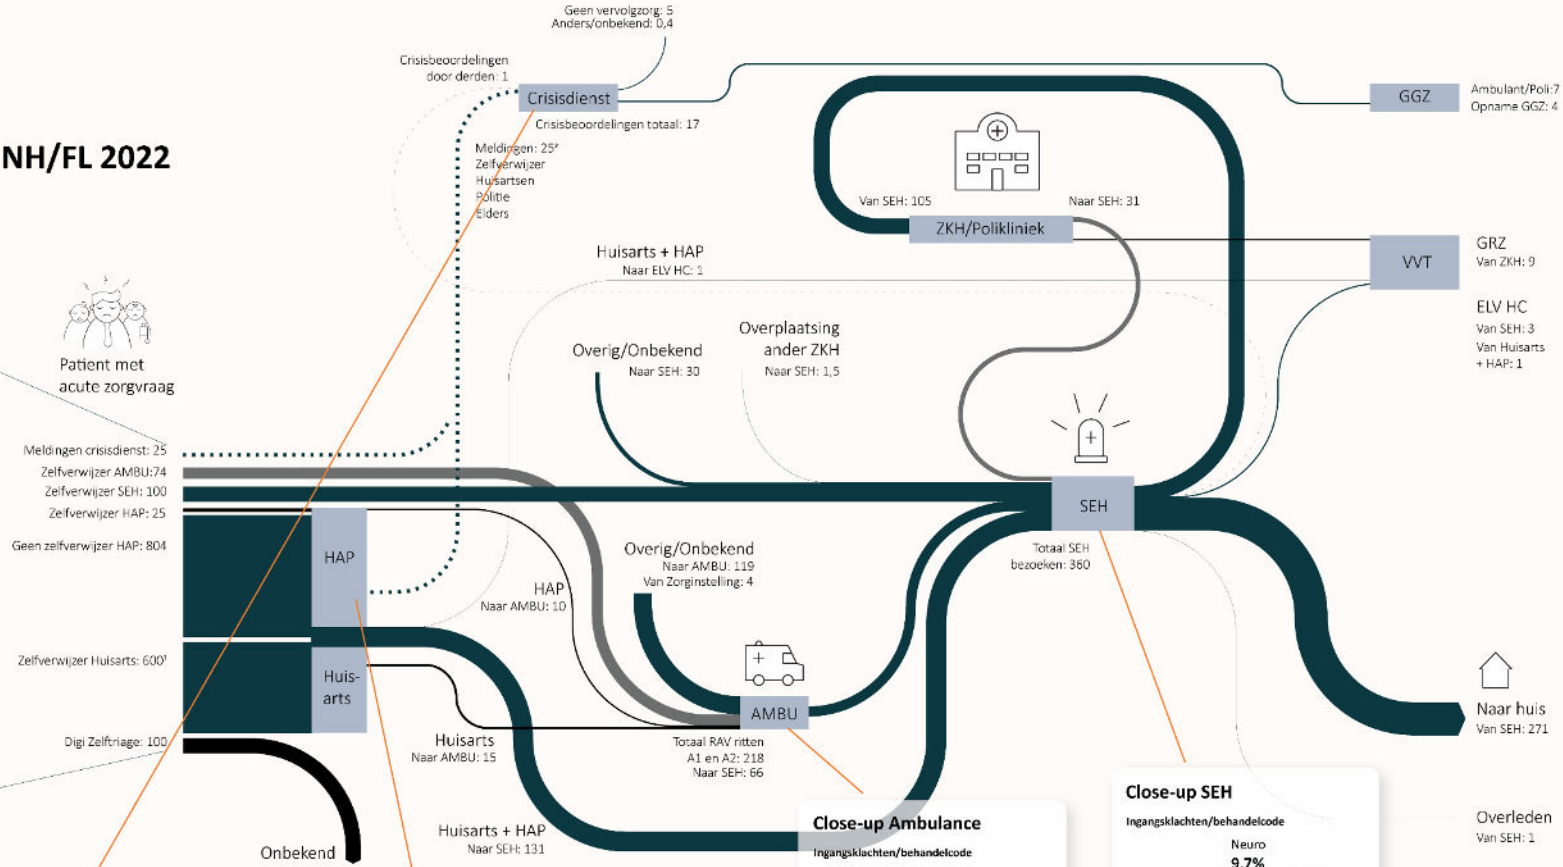 NH/FL 2022
Geen vervolgzorg: 5
Anders/onbekend: 0,4
Crisisbeoordelingen
door derden: 1
Crisisdienst
Crisisbeoordelingen totaal: 17
Meldingen: 25²
Zelfverwijzer
Huisartsen
Politie
Elders
GGZ
Ambulant/Poli:7
Opname GGZ: 4
Van SEH: 105
Naar SEH: 31
ZKH/Polikliniek
Huisarts + HAP
Naar ELV HC: 1
VVT
GRZ
Van ZKH: 9
ELV HC
Van SEH: 3
Van Huisarts
+ HAP: 1
Patient met
acute zorgvraag
Overig/Onbekend
Naar SEH: 30
Overplaatsing
ander ZKH
Naar SEH: 1,5
Meldingen crisisdienst: 25
Zelfverwijzer AMBU:74
Zelfverwijzer SEH: 100
Zelfverwijzer HAP: 25
Geen zelfverwijzer HAP: 804
HAP
SEH
Totaal SEH
bezoeken: 360
Overig/Onbekend
Naar AMBU: 119
Van Zorginstelling: 4
HAP
Naar AMBU: 10
Zelfverwijzer Huisarts: 600¹
Huis-
arts
AMBU
Totaal RAV ritten
A1 en A2: 218
Naar SEH: 66
Huisarts
Naar AMBU: 15
Digi Zelftriage: 100
Naar huis
Van SEH: 271
Huisarts + HAP
Naar SEH: 131
Onbekend
Close-up Ambulance
Ingangsklachten/behandelcode
Close-up SEH
Ingangsklachten/behandelcode
Neuro
9,7%
Overleden
Van SEH: 1